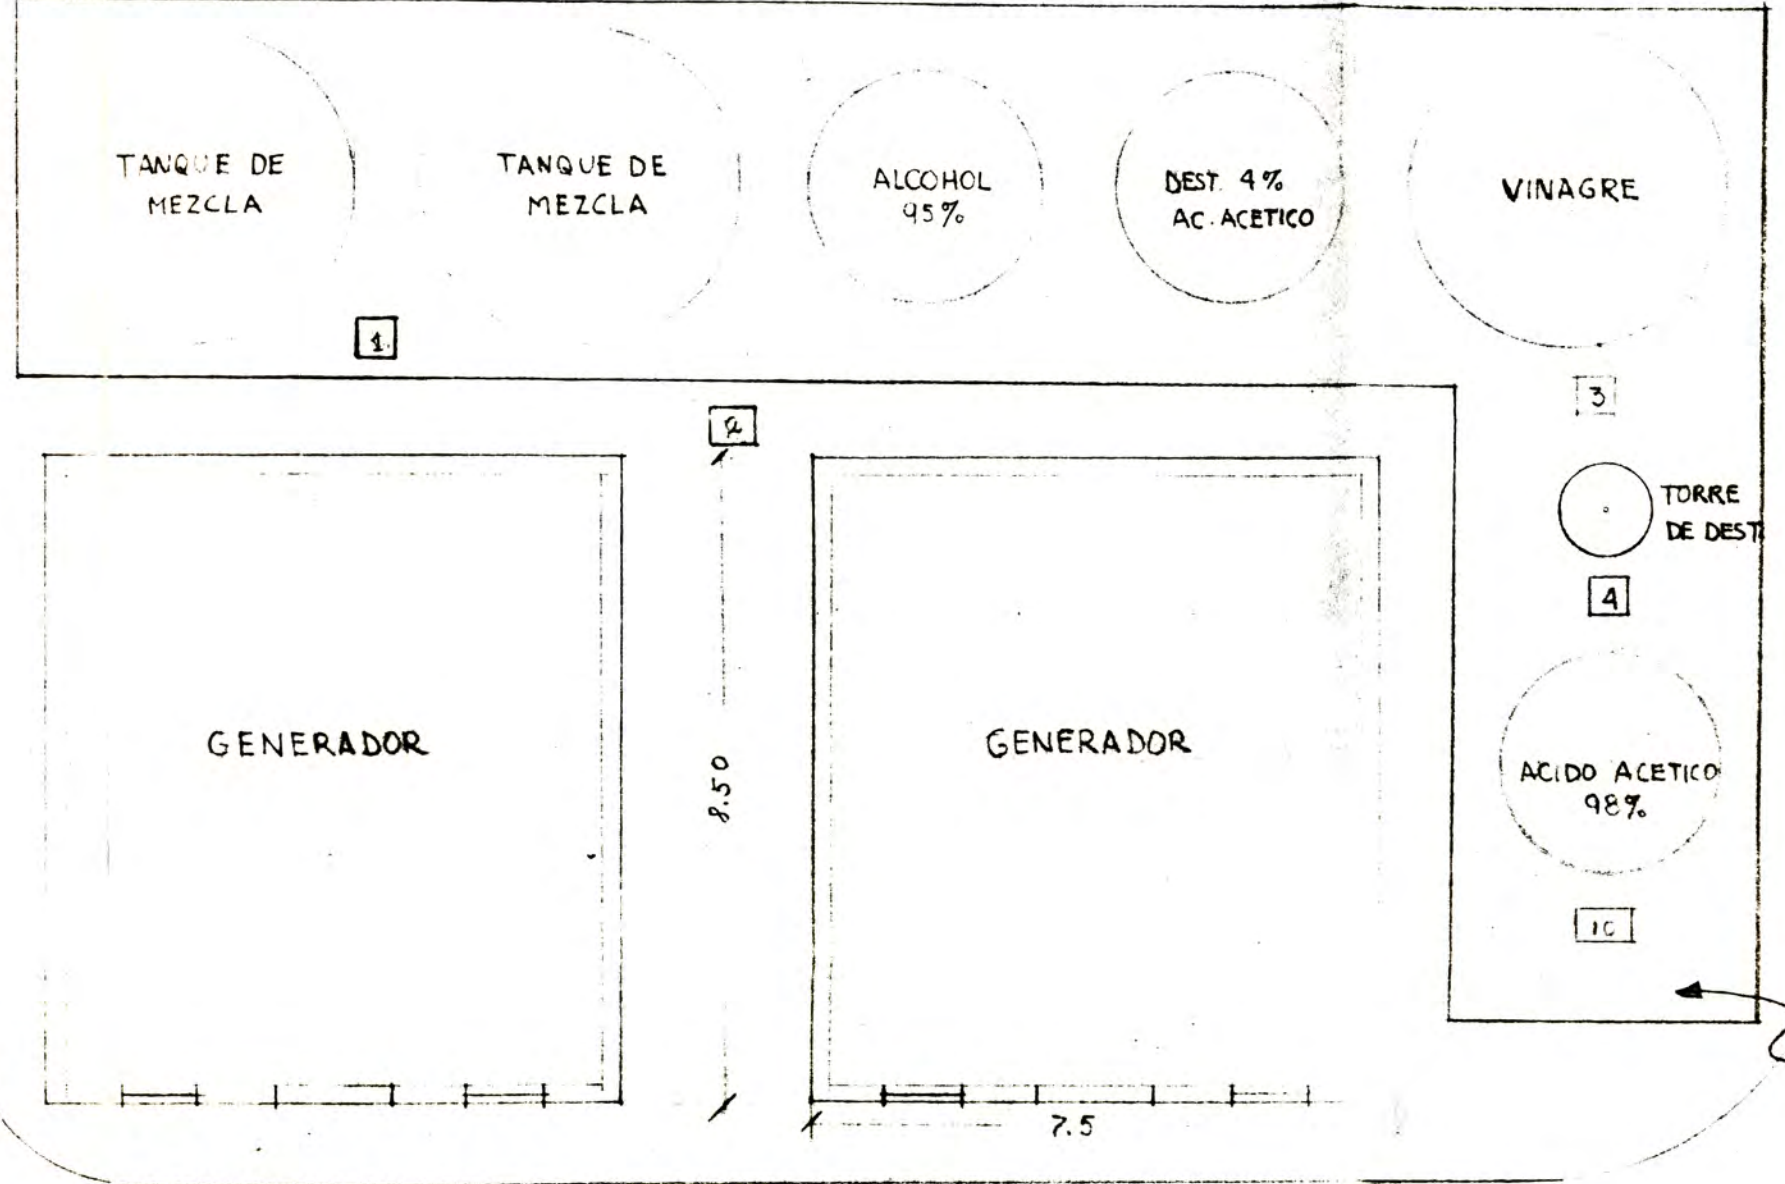 TANQUE DE
MEZCLA
TANQUE DE
MEZCLA
ALCOHOL
95%
DEST. 4%
AC. ACETICO
VINAGRE
1
2
3
TORRE
DE DEST
4
GENERADOR
8.50
GENERADOR
ACIDO ACETICO
98%
10
7.5